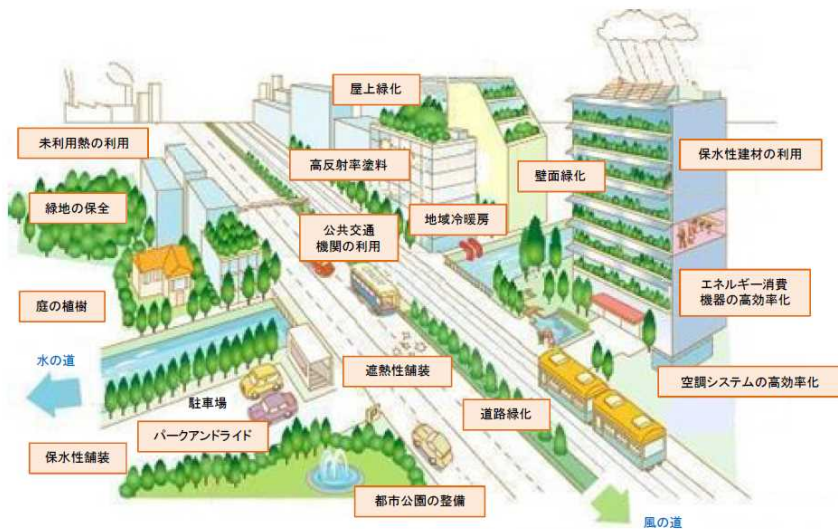 屋上緑化
未利用熱の利用
高反射率塗料
保水性建材の利用
壁面緑化
緑地の保全
地域冷暖房
公共交通
機関の利用
エネルギー消費
機器の高効率化
庭の植樹
水の道
遮熱性舗装
空調システムの高効率化
駐車場
道路緑化
パークアンドライド
保水性舗装
都市公園の整備
風の道